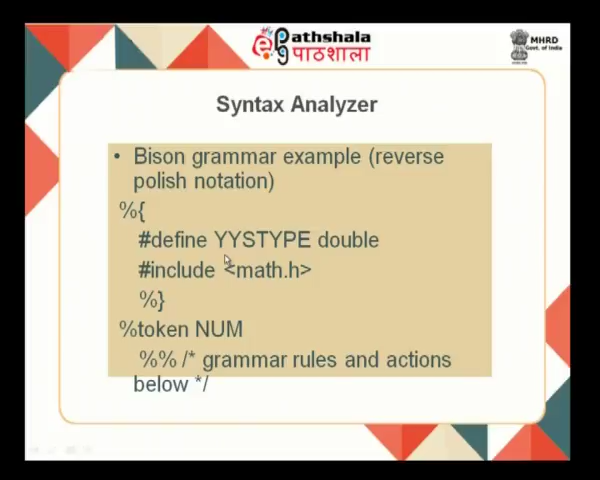 Pathshala
पाठशाला
MHRD
Govt. of India
Syntax Analyzer
• Bison grammar example (reverse
polish notation)
%{
#define YYSTYPE double
#include <math.h>
%}
%token NUM
%% /* grammar rules and actions
below */